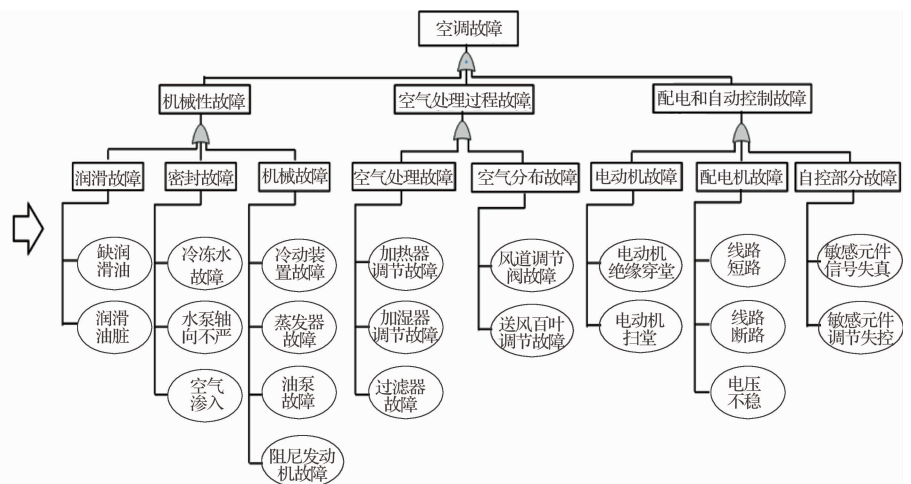 空调故障
机械性故障
空气处理过程故障
配电和自动控制故障
润滑故障
密封故障
机械故障
空气处理故障
空气分布故障
电动机故障
配电机故障
自控部分故障
缺润
滑油
冷冻水
故障
冷动装
置故障
加热器
调节故障
风道调节
阀故障
电动机
绝缘穿堂
线路
短路
敏感元件
信号失真
润滑
油脏
水泵轴
向不严
蒸发器
故障
加湿器
调节故障
送风百叶
调节故障
电动机
扫堂
线路
断路
敏感元件
调节失控
空气
渗入
油泵
故障
过滤器
故障
电压
不稳
阻尼发动
机故障